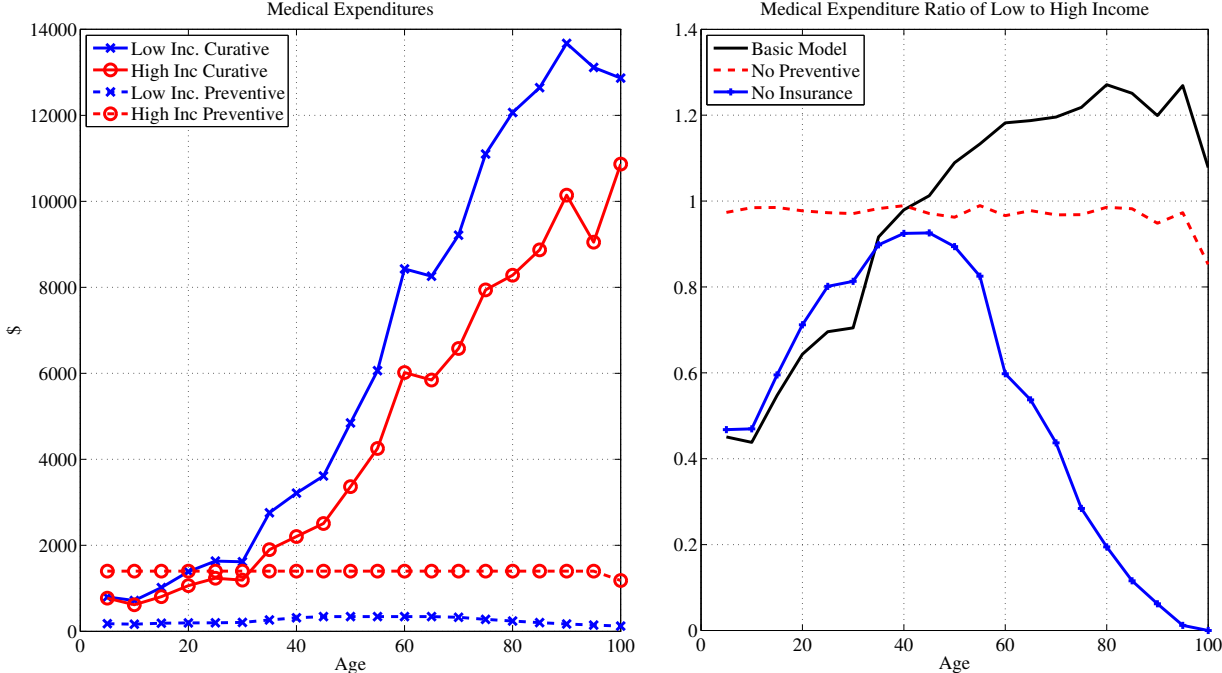 Medical Expenditures
14000
12000
10000
8000
6000
4000
2000
0
$
Low Inc. Curative
High Inc Curative
Low Inc. Preventive
High Inc Preventive
0 20 40 60 80 100
Age
Medical Expenditure Ratio of Low to High Income
1.4
1.2
1
0.8
0.6
0.4
0.2
0
Basic Model
No Preventive
No Insurance
0 20 40 60 80 100
Age